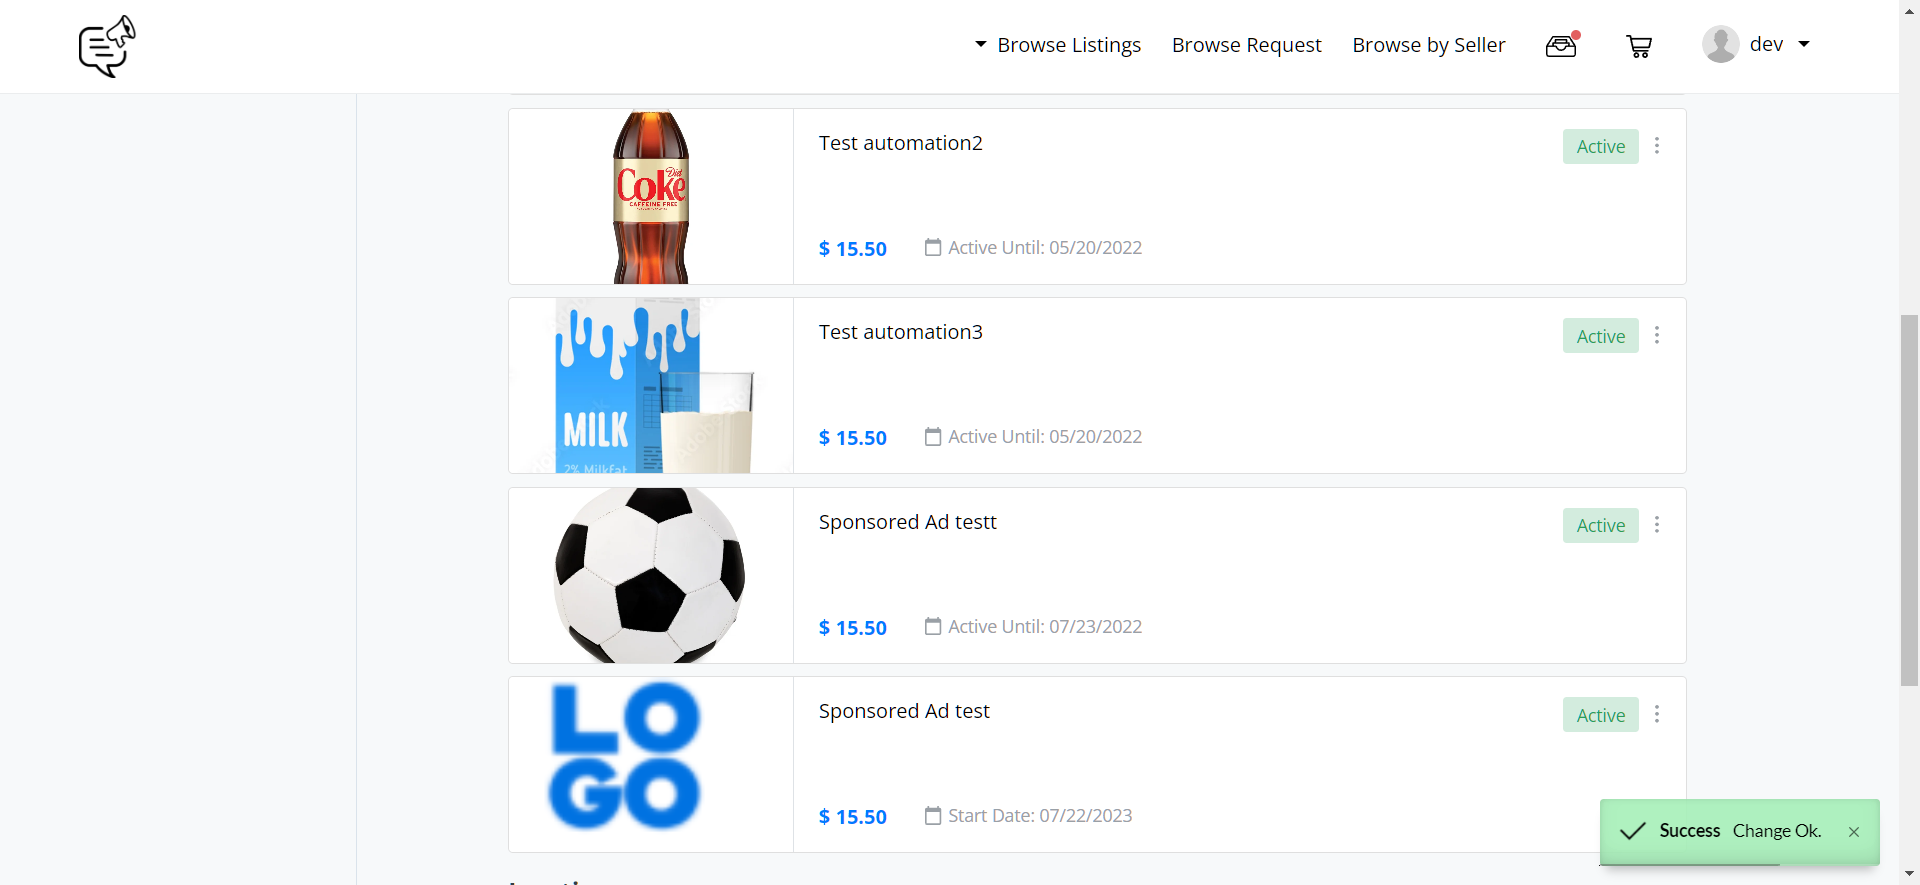 Browse Listings Browse Request Browse by Seller dev
Test automation2 Active
Diet
Coke
CAFFEINE FREE
$ 15.50 Active Until: 05/20/2022
Test automation3 Active
MILK
2% Milkfat
$ 15.50 Active Until: 05/20/2022
Sponsored Ad testt Active
$ 15.50 Active Until: 07/23/2022
LO
GO
Sponsored Ad test Active
$ 15.50 Start Date: 07/22/2023
Success Change Ok.